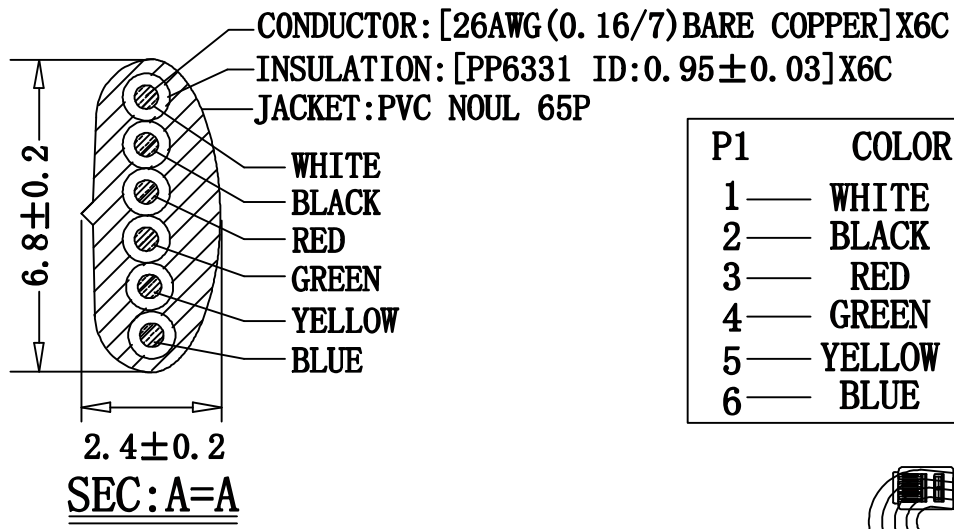 CONDUCTOR:[26AWG(0.16/7)BARE COPPER]X6C
INSULATION:[PP6331 ID:0.95±0.03]X6C
JACKET:PVC NOUL 65P
WHITE
BLACK
RED
GREEN
YELLOW
BLUE
6.8±0.2
2.4±0.2
SEC:A=A
P1 COLOR
1 WHITE
2 BLACK
3 RED
4 GREEN
5 YELLOW
6 BLUE